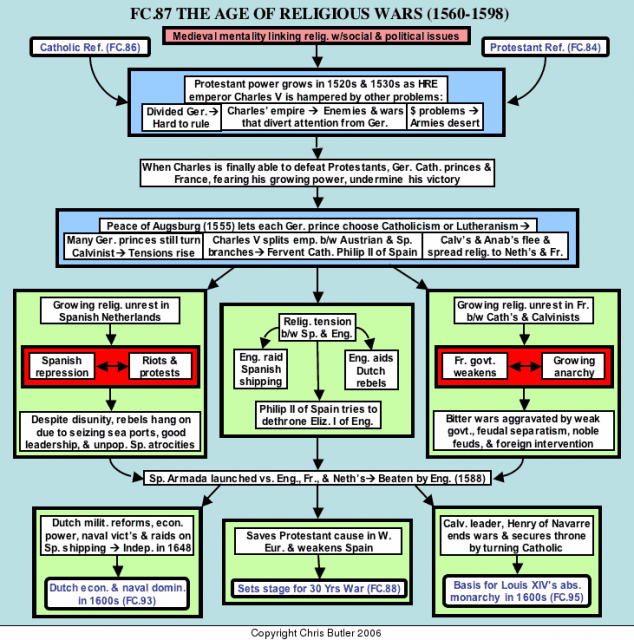 FC.87 THE AGE OF RELIGIOUS WARS (1560-1598)
Medieval mentality linking relig. w/social & political issues
Catholic Ref. (FC.86)
Protestant Ref. (FC.84)
Protestant power grows in 1520s & 1530s as HRE
emperor Charles V is hampered by other problems:
Divided Ger.→
Hard to rule
Charles' empire → Enemies & wars
that divert attention from Ger.
$ problems→
Armies desert
When Charles is finally able to defeat Protestants, Ger. Cath. princes &
France, fearing his growing power, undermine his victory
Peace of Augsburg (1555) lets each Ger. prince choose Catholicism or Lutheranism→
Many Ger. princes still turn
Calvinist→ Tensions rise
Charles V splits emp. b/w Austrian & Sp.
branches→ Fervent Cath. Philip II of Spain
Calv's & Anab's flee &
spread relig. to Neth's & Fr.
Growing relig. unrest in
Spanish Netherlands
Spanish
repression
Riots &
protests
Despite disunity, rebels hang on
due to seizing sea ports, good
leadership, & unpop. Sp. atrocities
Relig. tension
b/w Sp. & Eng.
Eng. raid
Spanish
shipping
Eng. aids
Dutch
rebels
Philip II of Spain tries to
dethrone Eliz. I of Eng.
Growing relig. unrest in Fr.
b/w Cath's & Calvinists
Fr. govt.
weakens
Growing
anarchy
Bitter wars aggravated by weak
govt., feudal separatism, noble
feuds, & foreign intervention
Sp. Armada launched vs. Eng., Fr., & Neth's→ Beaten by Eng. (1588)
Dutch milit. reforms, econ.
power, naval vict's & raids on
Sp. shipping → Indep. in 1648
Dutch econ. & naval domin.
in 1600s (FC.93)
Saves Protestant cause in W.
Eur. & weakens Spain
Sets stage for 30 Yrs War (FC.88)
Calv. leader, Henry of Navarre
ends wars & secures throne
by turning Catholic
Basis for Louis XIV's abs.
monarchy in 1600s (FC.95)
Copyright Chris Butler 2006